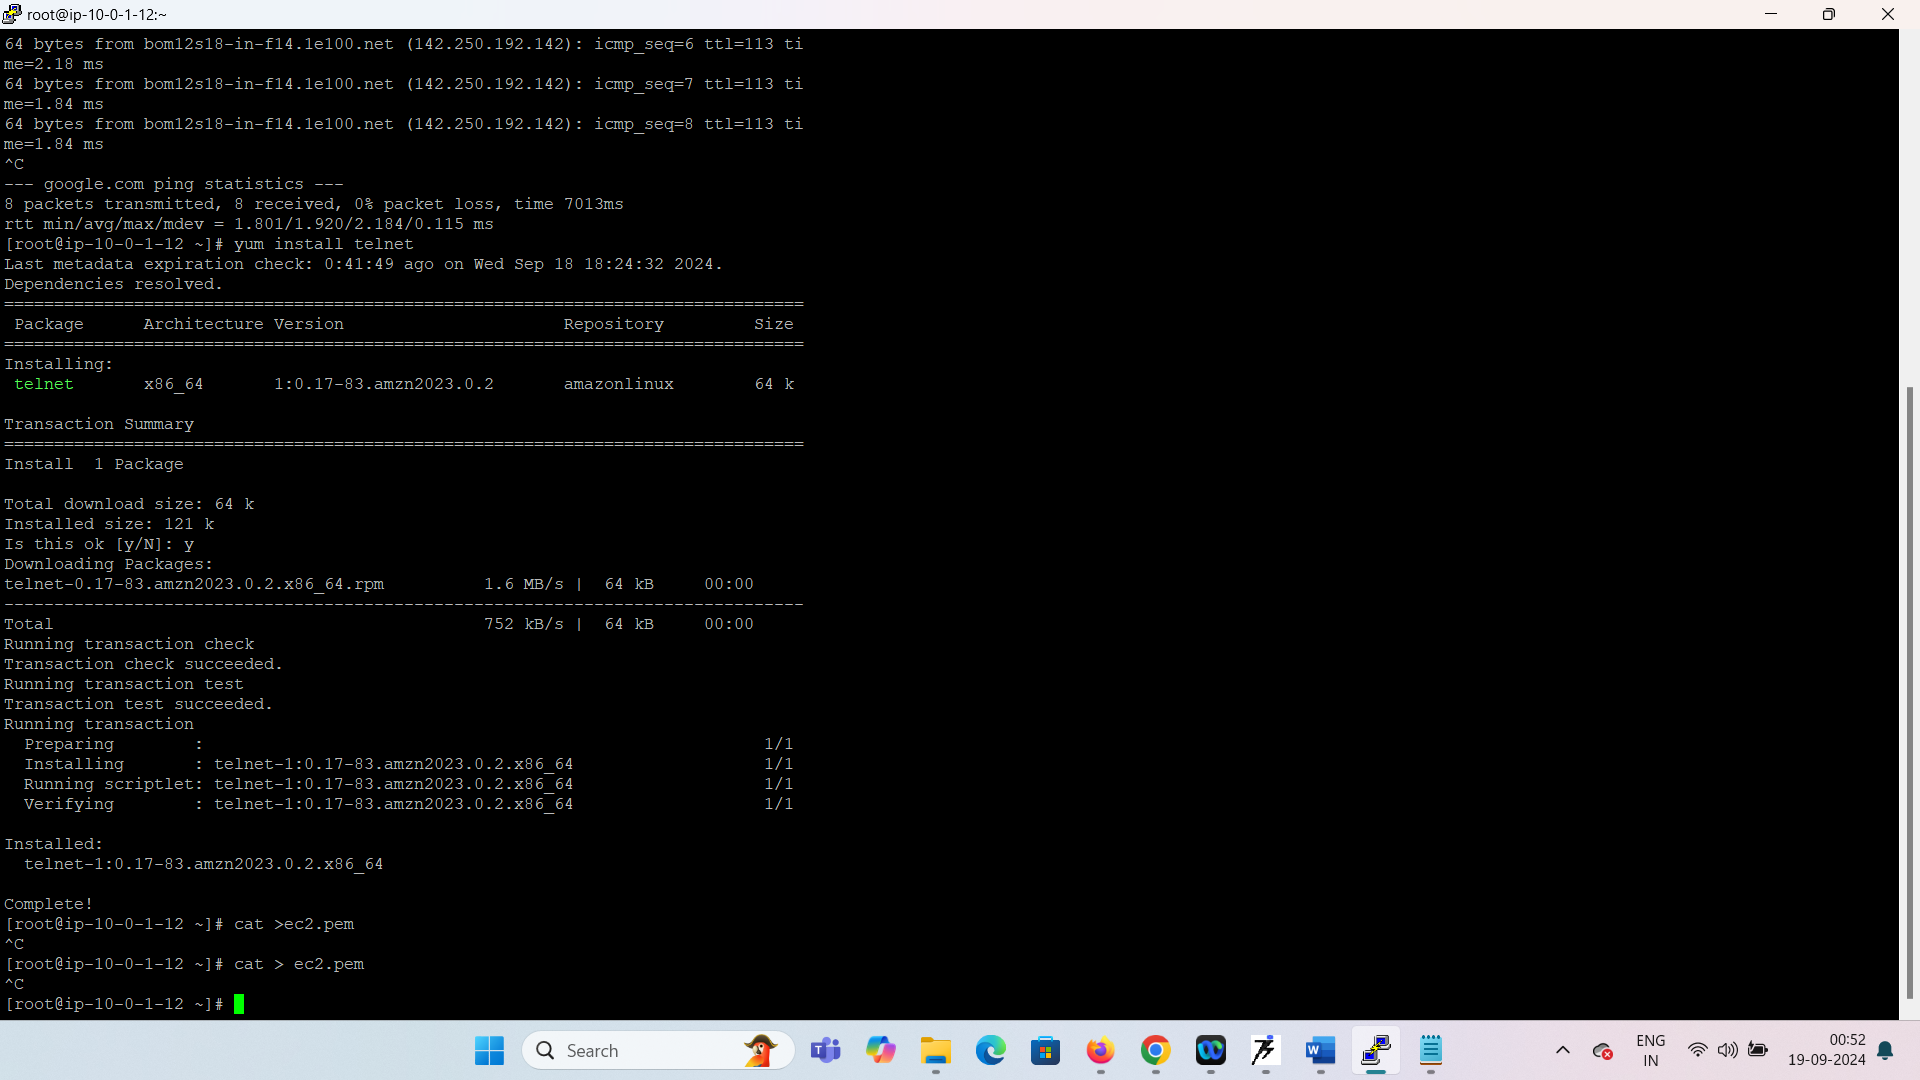 root@ip-10-0-1-12:~
64 bytes from bom12s18-in-f14.1e100.net (142.250.192.142): icmp_seq=6 ttl=113 ti
me=2.18 ms
64 bytes from bom12s18-in-f14.1e100.net (142.250.192.142): icmp_seq=7 ttl=113 ti
me=1.84 ms
64 bytes from bom12s18-in-f14.1e100.net (142.250.192.142): icmp_seq=8 ttl=113 ti
me=1.84 ms
^C
--- google.com ping statistics ---
8 packets transmitted, 8 received, 0% packet loss, time 7013ms
rtt min/avg/max/mdev = 1.801/1.920/2.184/0.115 ms
[root@ip-10-0-1-12 ~]# yum install telnet
Last metadata expiration check: 0:41:49 ago on Wed Sep 18 18:24:32 2024.
Dependencies resolved.
================================================================================
 Package      Architecture Version                      Repository         Size
================================================================================
Installing:
 telnet       x86_64       1:0.17-83.amzn2023.0.2       amazonlinux        64 k

Transaction Summary
================================================================================
Install  1 Package

Total download size: 64 k
Installed size: 121 k
Is this ok [y/N]: y
Downloading Packages:
telnet-0.17-83.amzn2023.0.2.x86_64.rpm          1.6 MB/s |  64 kB     00:00
--------------------------------------------------------------------------------
Total                                           752 kB/s |  64 kB     00:00
Running transaction check
Transaction check succeeded.
Running transaction test
Transaction test succeeded.
Running transaction
  Preparing        :                                                        1/1
  Installing       : telnet-1:0.17-83.amzn2023.0.2.x86_64                   1/1
  Running scriptlet: telnet-1:0.17-83.amzn2023.0.2.x86_64                   1/1
  Verifying        : telnet-1:0.17-83.amzn2023.0.2.x86_64                   1/1

Installed:
  telnet-1:0.17-83.amzn2023.0.2.x86_64

Complete!
[root@ip-10-0-1-12 ~]# cat >ec2.pem
^C
[root@ip-10-0-1-12 ~]# cat > ec2.pem
^C
[root@ip-10-0-1-12 ~]#
Search
ENG
IN
00:52
19-09-2024